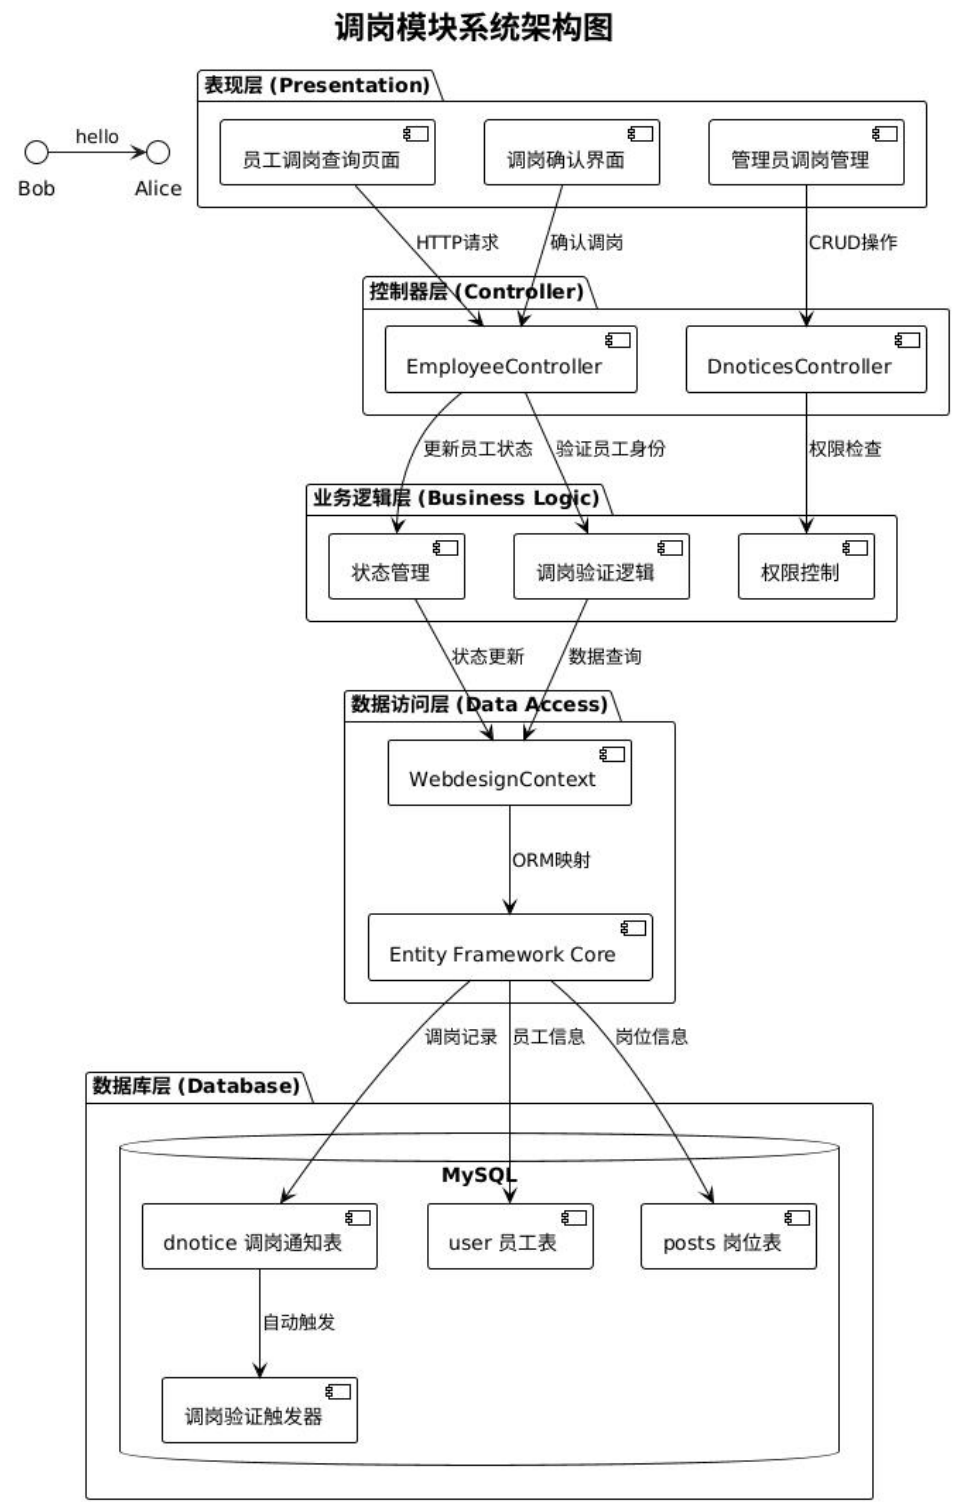 调岗模块系统架构图
表现层 (Presentation)
hello
Bob
Alice
员工调岗查询页面
调岗确认界面
管理员调岗管理
HTTP请求
确认调岗
CRUD操作
控制器层 (Controller)
EmployeeController
DnoticesController
更新员工状态
验证员工身份
权限检查
业务逻辑层 (Business Logic)
状态管理
调岗验证逻辑
权限控制
状态更新
数据查询
数据访问层 (Data Access)
WebdesignContext
ORM映射
Entity Framework Core
调岗记录
员工信息
岗位信息
数据库层 (Database)
MySQL
dnotice 调岗通知表
user 员工表
posts 岗位表
自动触发
调岗验证触发器